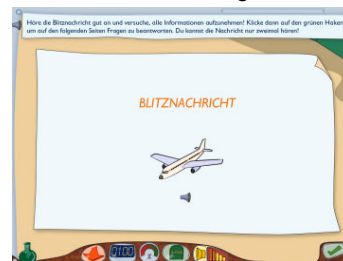 Höre die Blitznachricht gut an und versuche, alle Informationen aufzunehmen! Klicke dann auf den grünen Haken,
um auf den folgenden Seiten Fragen zu beantworten. Du kannst die Nachricht nur zweimal hören!
BLITZNACHRICHT